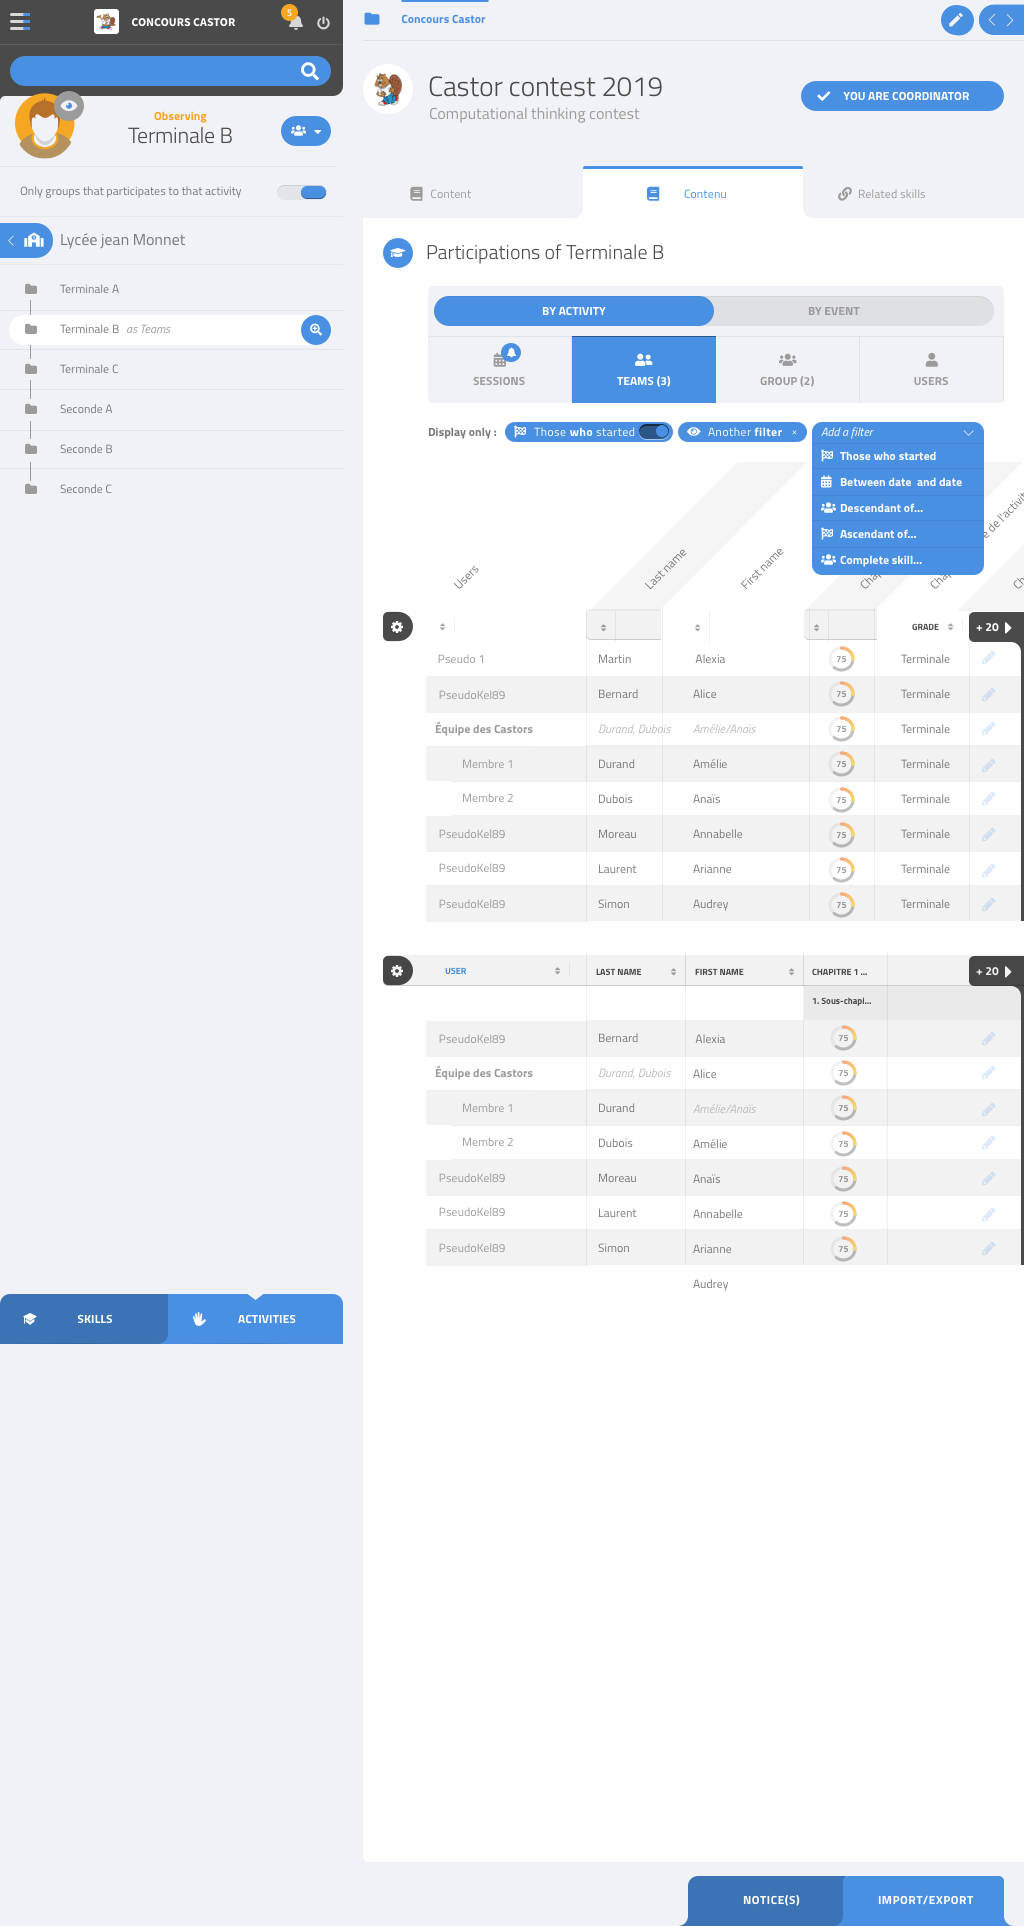 CONCOURS CASTOR
5
Observing
Terminale B
Only groups that participates to that activity
Lycée jean Monnet
Terminale A
Terminale B as Teams
Terminale C
Seconde A
Seconde B
Seconde C
SKILLS
ACTIVITIES
Concours Castor
Castor contest 2019
Computational thinking contest
YOU ARE COORDINATOR
Content
Contenu
Related skills
Participations of Terminale B
BY ACTIVITY
BY EVENT
SESSIONS
TEAMS (3)
GROUP (2)
USERS
Display only :
Those who started
Another filter ×
Add a filter
Those who started
Between date and date
Descendant of...
Ascendant of...
Complete skill...
Users
Last name
First name
GRADE
+ 20
Pseudo 1 Martin Alexia 75 Terminale
PseudoKel89 Bernard Alice 75 Terminale
Équipe des Castors Durand, Dubois Amélie/Anaïs 75 Terminale
Membre 1 Durand Amélie 75 Terminale
Membre 2 Dubois Anaïs 75 Terminale
PseudoKel89 Moreau Annabelle 75 Terminale
PseudoKel89 Laurent Arianne 75 Terminale
PseudoKel89 Simon Audrey 75 Terminale
USER LAST NAME FIRST NAME CHAPITRE 1 ... + 20
1. Sous-chapi...
PseudoKel89 Bernard Alexia 75
Équipe des Castors Durand, Dubois Alice 75
Membre 1 Durand Amélie/Anaïs 75
Membre 2 Dubois Amélie 75
PseudoKel89 Moreau Anaïs 75
PseudoKel89 Laurent Annabelle 75
PseudoKel89 Simon Arianne 75
Audrey
NOTICE(S)
IMPORT/EXPORT